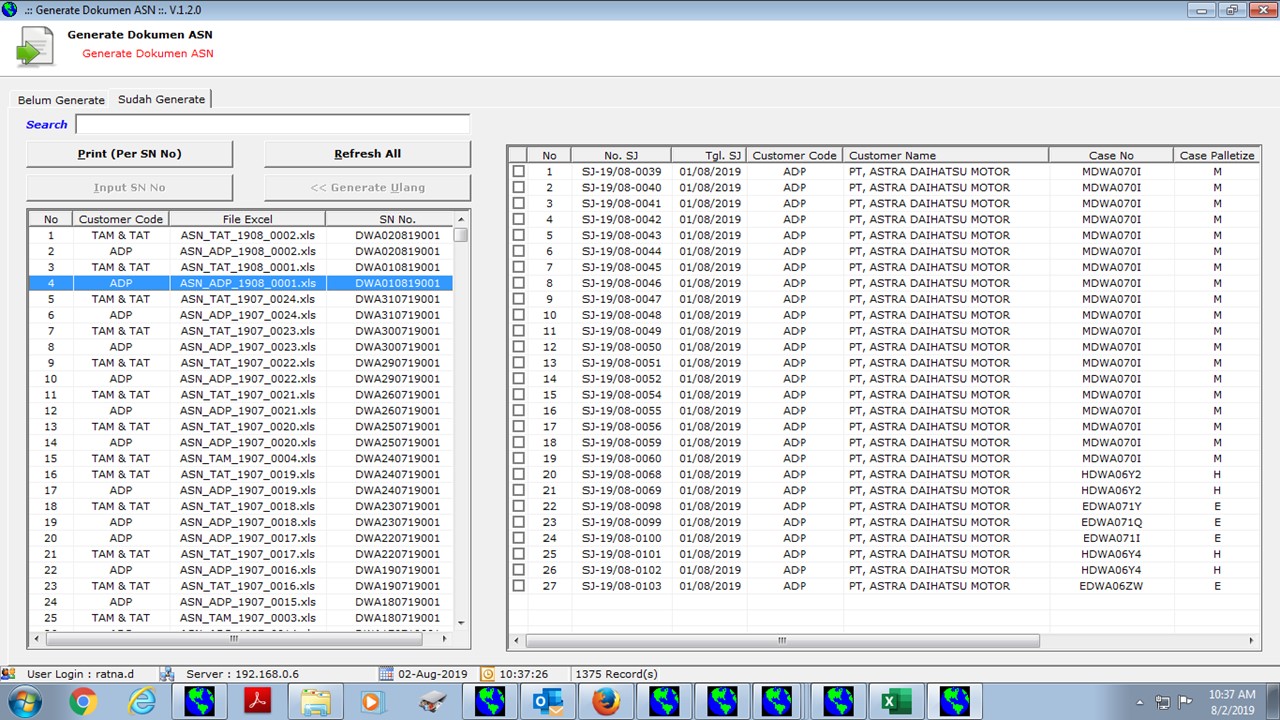 .:: Generate Dokumen ASN ::. V.1.2.0
Generate Dokumen ASN
Generate Dokumen ASN
Belum Generate Sudah Generate
Search
Print (Per SN No) Refresh All
Input SN No << Generate Ulang
No Customer Code File Excel SN No.
1 TAM & TAT ASN_TAT_1908_0002.xls DWA020819001
2 ADP ASN_ADP_1908_0002.xls DWA020819001
3 TAM & TAT ASN_TAT_1908_0001.xls DWA010819001
4 ADP ASN_ADP_1908_0001.xls DWA010819001
5 TAM & TAT ASN_TAT_1907_0024.xls DWA310719001
6 ADP ASN_ADP_1907_0024.xls DWA310719001
7 TAM & TAT ASN_TAT_1907_0023.xls DWA300719001
8 ADP ASN_ADP_1907_0023.xls DWA300719001
9 TAM & TAT ASN_TAT_1907_0022.xls DWA290719001
10 ADP ASN_ADP_1907_0022.xls DWA290719001
11 TAM & TAT ASN_TAT_1907_0021.xls DWA260719001
12 ADP ASN_ADP_1907_0021.xls DWA260719001
13 TAM & TAT ASN_TAT_1907_0020.xls DWA250719001
14 ADP ASN_ADP_1907_0020.xls DWA250719001
15 TAM & TAT ASN_TAM_1907_0004.xls DWA240719001
16 TAM & TAT ASN_TAT_1907_0019.xls DWA240719001
17 ADP ASN_ADP_1907_0019.xls DWA240719001
18 TAM & TAT ASN_TAT_1907_0018.xls DWA230719001
19 ADP ASN_ADP_1907_0018.xls DWA230719001
20 ADP ASN_ADP_1907_0017.xls DWA220719001
21 TAM & TAT ASN_TAT_1907_0017.xls DWA220719001
22 ADP ASN_ADP_1907_0016.xls DWA190719001
23 TAM & TAT ASN_TAT_1907_0016.xls DWA190719001
24 ADP ASN_ADP_1907_0015.xls DWA180719001
25 TAM & TAT ASN_TAM_1907_0003.xls DWA180719001
No No. SJ Tgl. SJ Customer Code Customer Name Case No Case Palletize
1 SJ-19/08-0039 01/08/2019 ADP PT, ASTRA DAIHATSU MOTOR MDWA070I M
2 SJ-19/08-0040 01/08/2019 ADP PT, ASTRA DAIHATSU MOTOR MDWA070I M
3 SJ-19/08-0041 01/08/2019 ADP PT, ASTRA DAIHATSU MOTOR MDWA070I M
4 SJ-19/08-0042 01/08/2019 ADP PT, ASTRA DAIHATSU MOTOR MDWA070I M
5 SJ-19/08-0043 01/08/2019 ADP PT, ASTRA DAIHATSU MOTOR MDWA070I M
6 SJ-19/08-0044 01/08/2019 ADP PT, ASTRA DAIHATSU MOTOR MDWA070I M
7 SJ-19/08-0045 01/08/2019 ADP PT, ASTRA DAIHATSU MOTOR MDWA070I M
8 SJ-19/08-0046 01/08/2019 ADP PT, ASTRA DAIHATSU MOTOR MDWA070I M
9 SJ-19/08-0047 01/08/2019 ADP PT, ASTRA DAIHATSU MOTOR MDWA070I M
10 SJ-19/08-0048 01/08/2019 ADP PT, ASTRA DAIHATSU MOTOR MDWA070I M
11 SJ-19/08-0049 01/08/2019 ADP PT, ASTRA DAIHATSU MOTOR MDWA070I M
12 SJ-19/08-0050 01/08/2019 ADP PT, ASTRA DAIHATSU MOTOR MDWA070I M
13 SJ-19/08-0051 01/08/2019 ADP PT, ASTRA DAIHATSU MOTOR MDWA070I M
14 SJ-19/08-0052 01/08/2019 ADP PT, ASTRA DAIHATSU MOTOR MDWA070I M
15 SJ-19/08-0054 01/08/2019 ADP PT, ASTRA DAIHATSU MOTOR MDWA070I M
16 SJ-19/08-0055 01/08/2019 ADP PT, ASTRA DAIHATSU MOTOR MDWA070I M
17 SJ-19/08-0056 01/08/2019 ADP PT, ASTRA DAIHATSU MOTOR MDWA070I M
18 SJ-19/08-0059 01/08/2019 ADP PT, ASTRA DAIHATSU MOTOR MDWA070I M
19 SJ-19/08-0060 01/08/2019 ADP PT, ASTRA DAIHATSU MOTOR MDWA070I M
20 SJ-19/08-0068 01/08/2019 ADP PT, ASTRA DAIHATSU MOTOR HDWA06Y2 H
21 SJ-19/08-0069 01/08/2019 ADP PT, ASTRA DAIHATSU MOTOR HDWA06Y2 H
22 SJ-19/08-0098 01/08/2019 ADP PT, ASTRA DAIHATSU MOTOR EDWA071Y E
23 SJ-19/08-0099 01/08/2019 ADP PT, ASTRA DAIHATSU MOTOR EDWA071Q E
24 SJ-19/08-0100 01/08/2019 ADP PT, ASTRA DAIHATSU MOTOR EDWA071I E
25 SJ-19/08-0101 01/08/2019 ADP PT, ASTRA DAIHATSU MOTOR HDWA06Y4 H
26 SJ-19/08-0102 01/08/2019 ADP PT, ASTRA DAIHATSU MOTOR HDWA06Y4 H
27 SJ-19/08-0103 01/08/2019 ADP PT, ASTRA DAIHATSU MOTOR EDWA06ZW E
User Login : ratna.d Server : 192.168.0.6 02-Aug-2019 10:37:26 1375 Record(s)
10:37 AM
8/2/2019